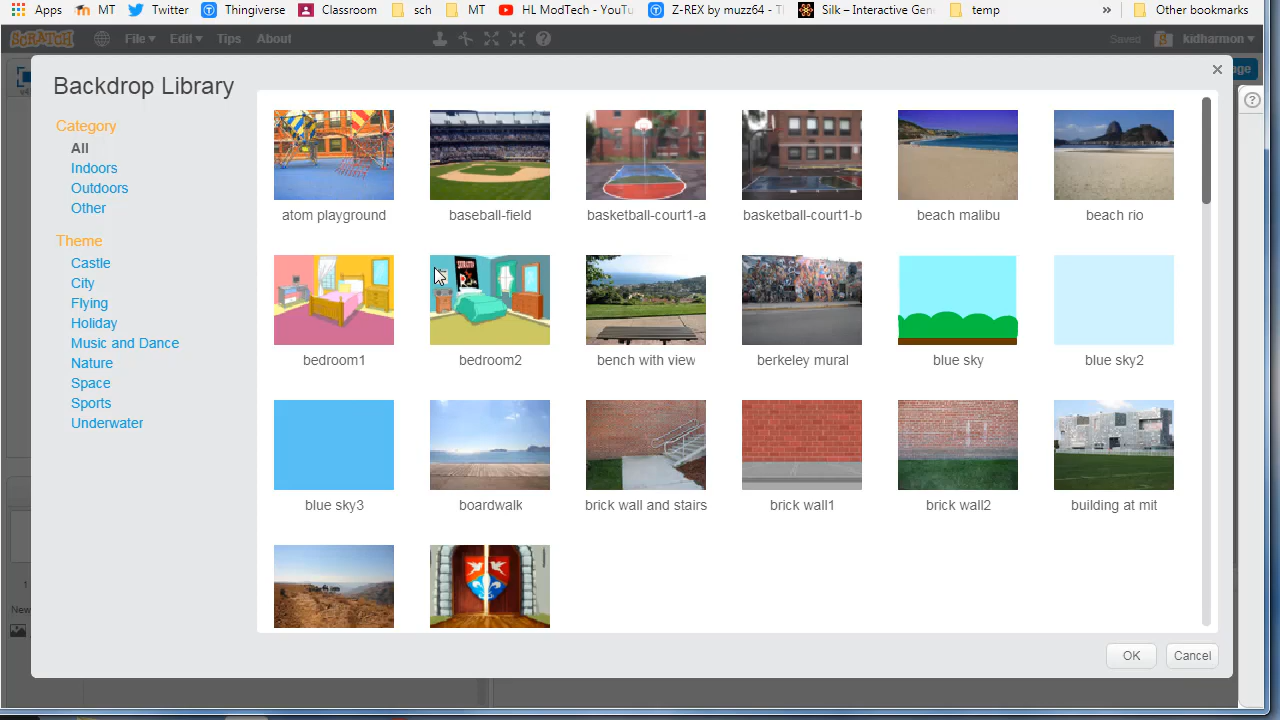 Apps MT Twitter Thingiverse Classroom sch MT HL ModTech - YouTu Z-REX by muzz64 - Th Silk – Interactive Gen temp » Other bookmarks
SCRATCH File Edit Tips About Saved kidharmon
Backdrop Library
Category
All
Indoors
Outdoors
Other
Theme
Castle
City
Flying
Holiday
Music and Dance
Nature
Space
Sports
Underwater
atom playground baseball-field basketball-court1-a basketball-court1-b beach malibu beach rio
bedroom1 bedroom2 bench with view berkeley mural blue sky blue sky2
blue sky3 boardwalk brick wall and stairs brick wall1 brick wall2 building at mit
1
New
OK Cancel